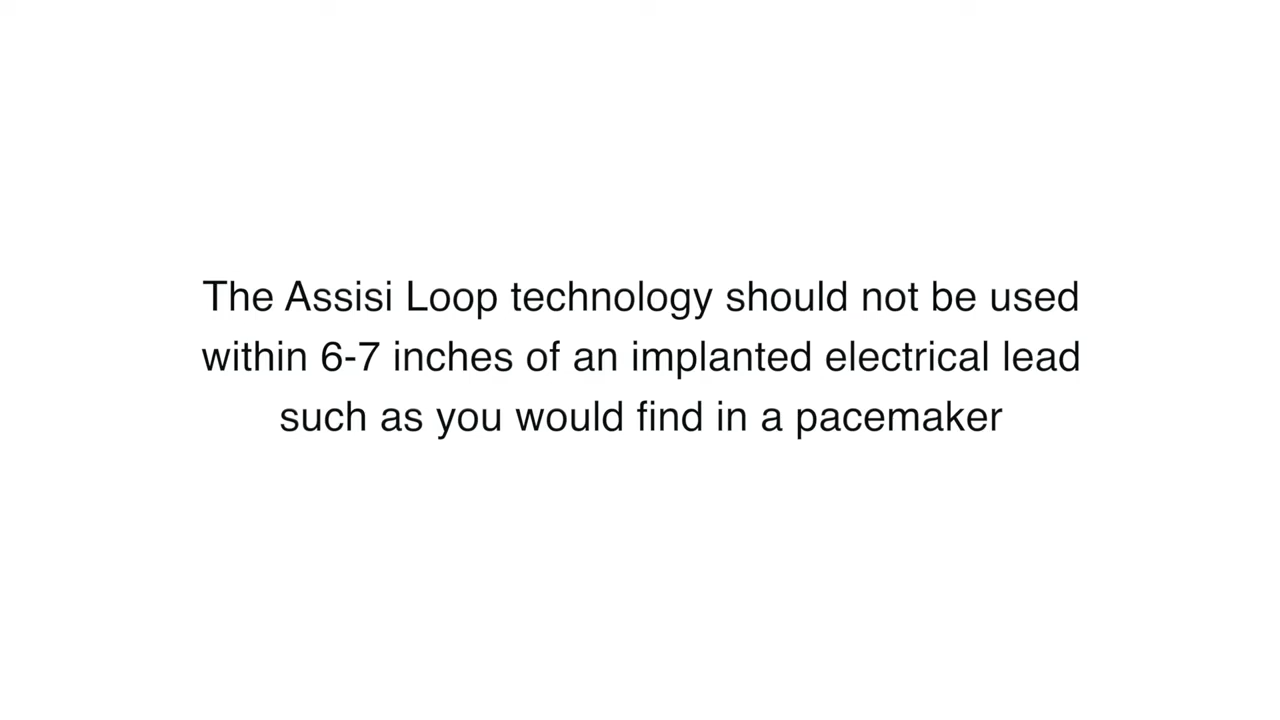 The Assisi Loop technology should not be used
within 6-7 inches of an implanted electrical lead
such as you would find in a pacemaker